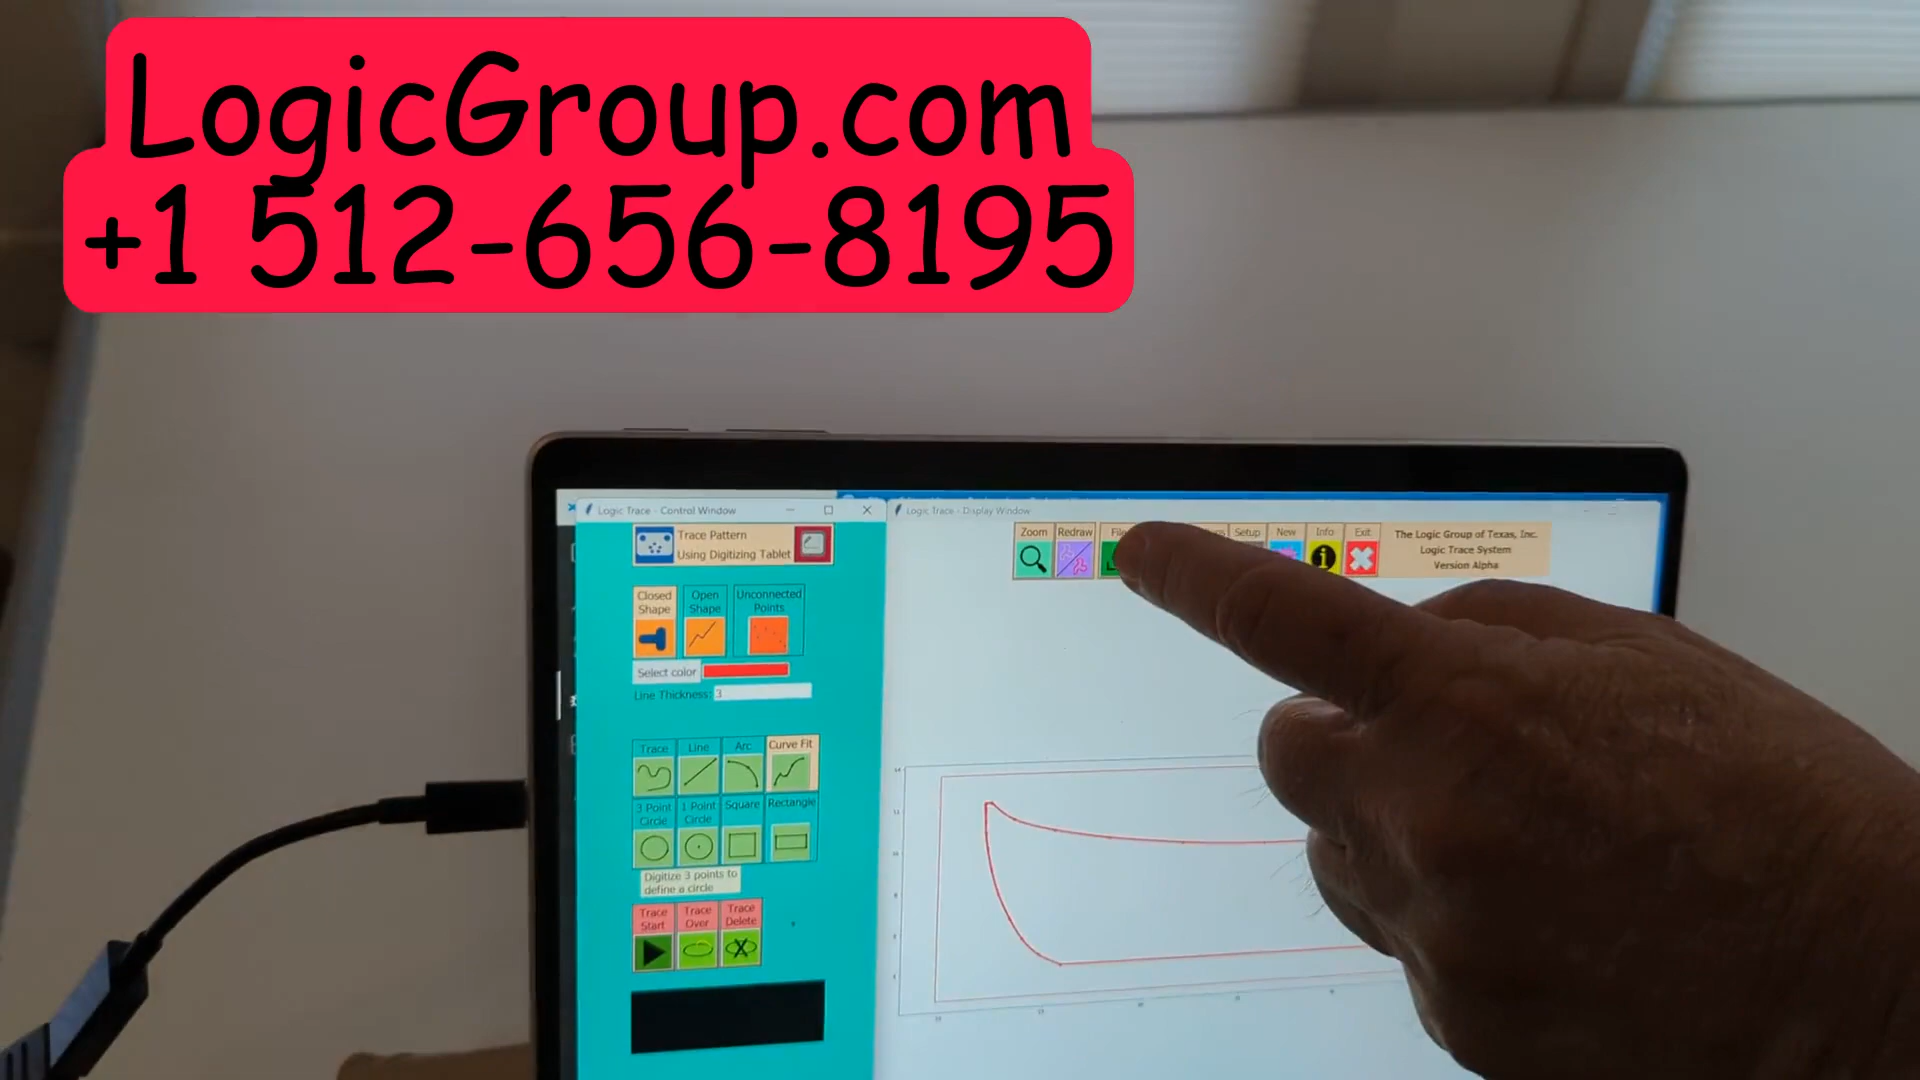 LogicGroup.com
+1 512-656-8195
Logic Trace - Control Window
Logic Trace - Display Window
Trace Pattern
Using Digitizing Tablet
Zoom
Redraw
Setup
New
Info
Exit
The Logic Group of Texas, Inc.
Logic Trace System
Version Alpha
Closed
Shape
Open
Shape
Unconnected
Points
Select color
Line Thickness: 3
Trace
Line
Arc
Curve Fit
3 Point
Circle
1 Point
Circle
Square
Rectangle
Digitize 3 points to
define a circle
Trace
Start
Trace
Over
Trace
Delete